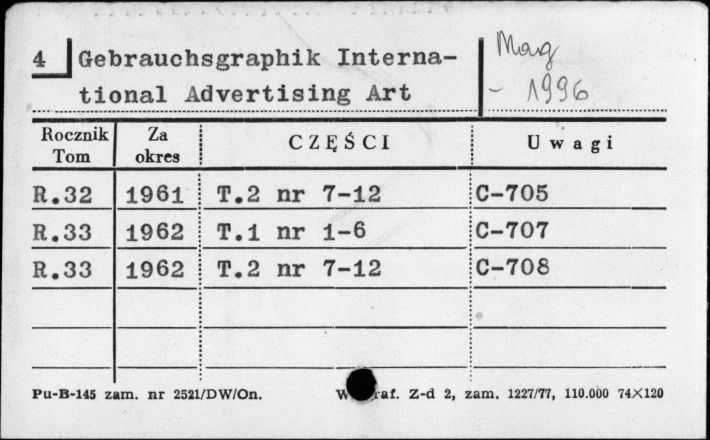 4 Gebrauchsgraphik Interna-
tional Advertising Art
Mag
- 1996
Rocznik Tom Za okres CZĘŚCI Uwagi
R.32 1961 T.2 nr 7-12 C-705
R.33 1962 T.1 nr 1-6 C-707
R.33 1962 T.2 nr 7-12 C-708
Pu-B-145 zam. nr 2521/DW/On. Z-d 2, zam. 1227/77, 110.000 74×120